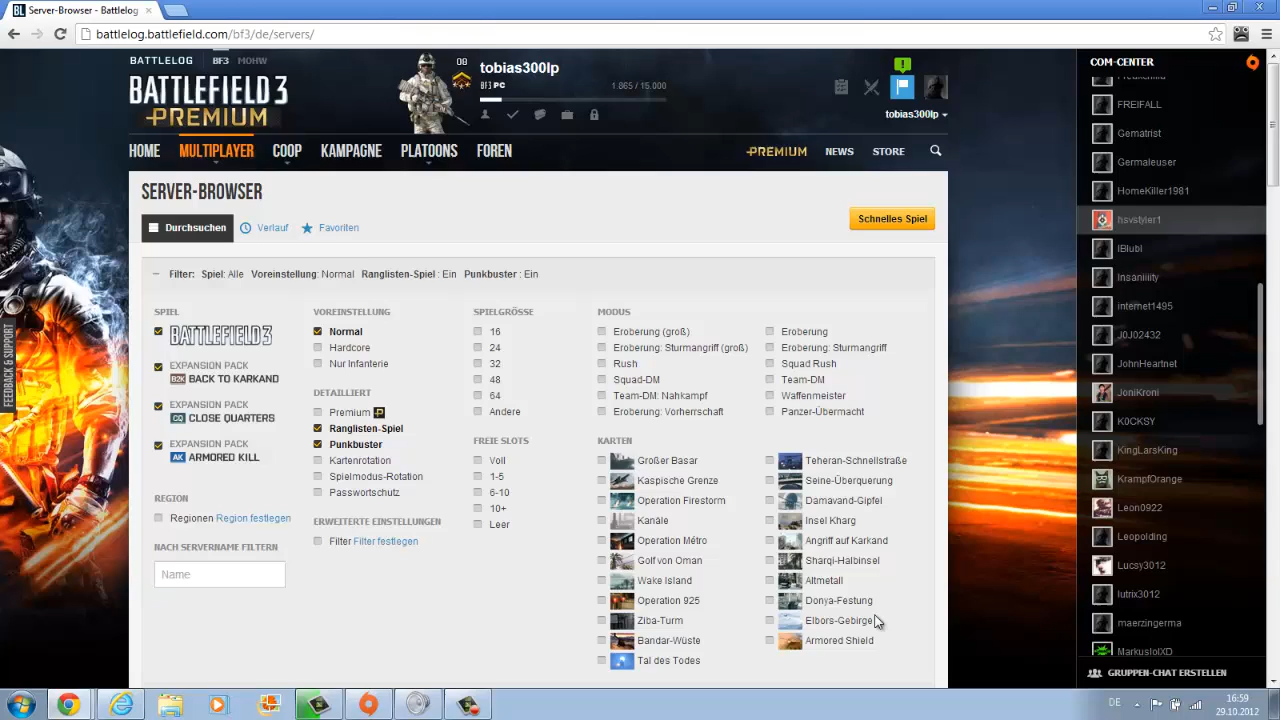 Server-Browser - Battlelog
battlelog.battlefield.com/bf3/de/servers/
BATTLELOG BF3 MOHW
BATTLEFIELD 3
PREMIUM
08
tobias300lp
BF3 PC
1.865 / 15.000
tobias300lp
HOME MULTIPLAYER COOP KAMPAGNE PLATOONS FOREN
PREMIUM NEWS STORE
SERVER-BROWSER
Durchsuchen Verlauf Favoriten
Schnelles Spiel
Filter: Spiel: Alle Voreinstellung: Normal Ranglisten-Spiel : Ein Punkbuster : Ein
SPIEL
BATTLEFIELD 3
EXPANSION PACK
B2K BACK TO KARKAND
EXPANSION PACK
CQ CLOSE QUARTERS
EXPANSION PACK
AK ARMORED KILL
REGION
Regionen Region festlegen
NACH SERVERNAME FILTERN
Name
VOREINSTELLUNG
Normal
Hardcore
Nur Infanterie
DETAILLIERT
Premium
Ranglisten-Spiel
Punkbuster
Kartenrotation
Spielmodus-Rotation
Passwortschutz
ERWEITERTE EINSTELLUNGEN
Filter Filter festlegen
SPIELGRÖSSE
16
24
32
48
64
Andere
FREIE SLOTS
Voll
1-5
6-10
10+
Leer
MODUS
Eroberung (groß)
Eroberung: Sturmangriff (groß)
Rush
Squad-DM
Team-DM: Nahkampf
Eroberung: Vorherrschaft
Eroberung
Eroberung: Sturmangriff
Squad Rush
Team-DM
Waffenmeister
Panzer-Übermacht
KARTEN
Großer Basar
Kaspische Grenze
Operation Firestorm
Kanäle
Operation Métro
Golf von Oman
Wake Island
Operation 925
Ziba-Turm
Bandar-Wüste
Tal des Todes
Teheran-Schnellstraße
Seine-Überquerung
Damavand-Gipfel
Insel Kharg
Angriff auf Karkand
Sharqi-Halbinsel
Altmetall
Donya-Festung
Elbors-Gebirge
Armored Shield
FEEDBACK & SUPPORT
COM-CENTER
FREIFALL
Gematrist
Germaleuser
HomeKiller1981
hsvstyler1
IBlubI
Insaniiiity
internet1495
J0J02432
JohnHeartnet
JoniKroni
K0CKSY
KingLarsKing
KrampfOrange
Leon0922
Leopolding
Lucsy3012
lutrix3012
maerzingerma
MarkuslolXD
GRUPPEN-CHAT ERSTELLEN
DE
16:59
29.10.2012